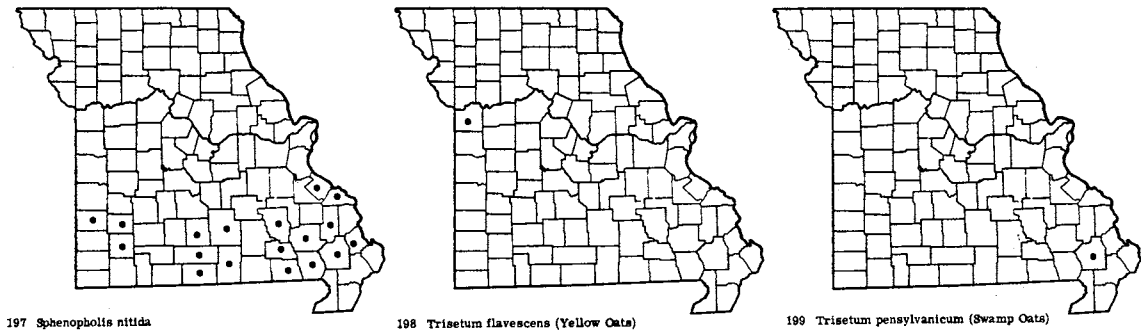 197 Sphenopholis nitida
198 Trisetum flavescens (Yellow Oats)
199 Trisetum pensylvanicum (Swamp Oats)